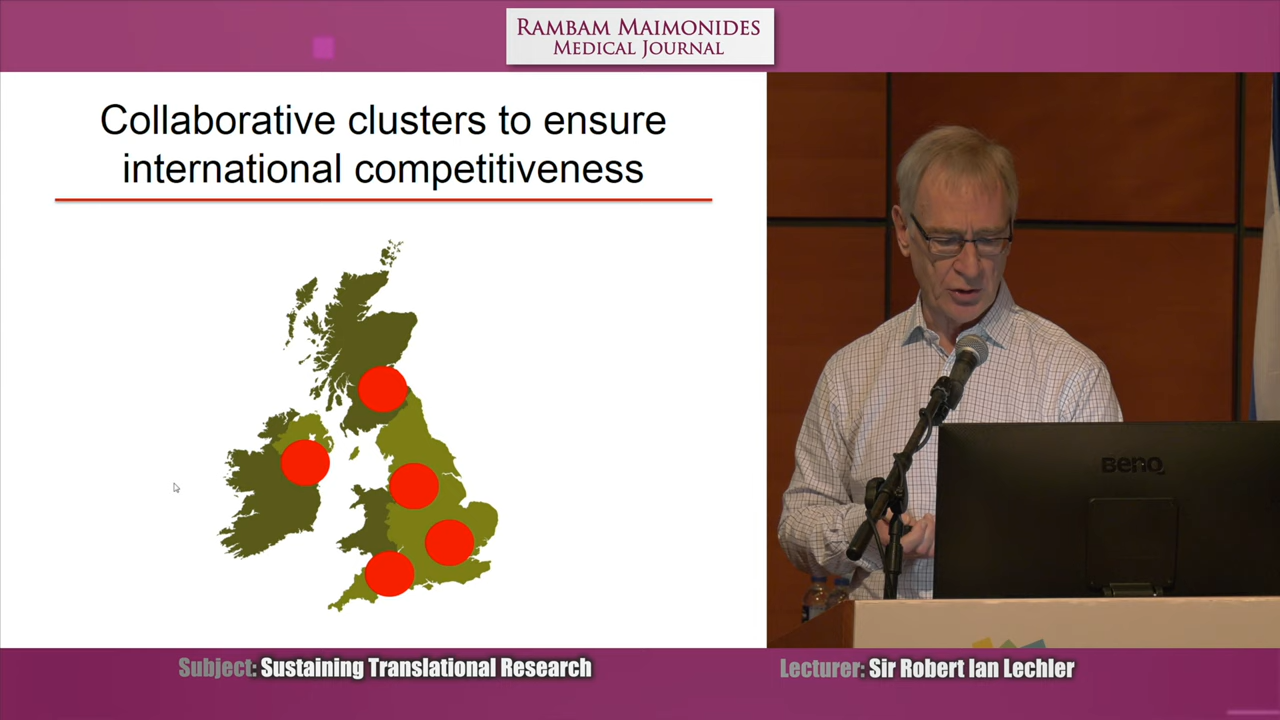 RAMBAM MAIMONIDES
MEDICAL JOURNAL
Collaborative clusters to ensure
international competitiveness
BenQ
Subject: Sustaining Translational Research
Lecturer: Sir Robert Ian Lechler